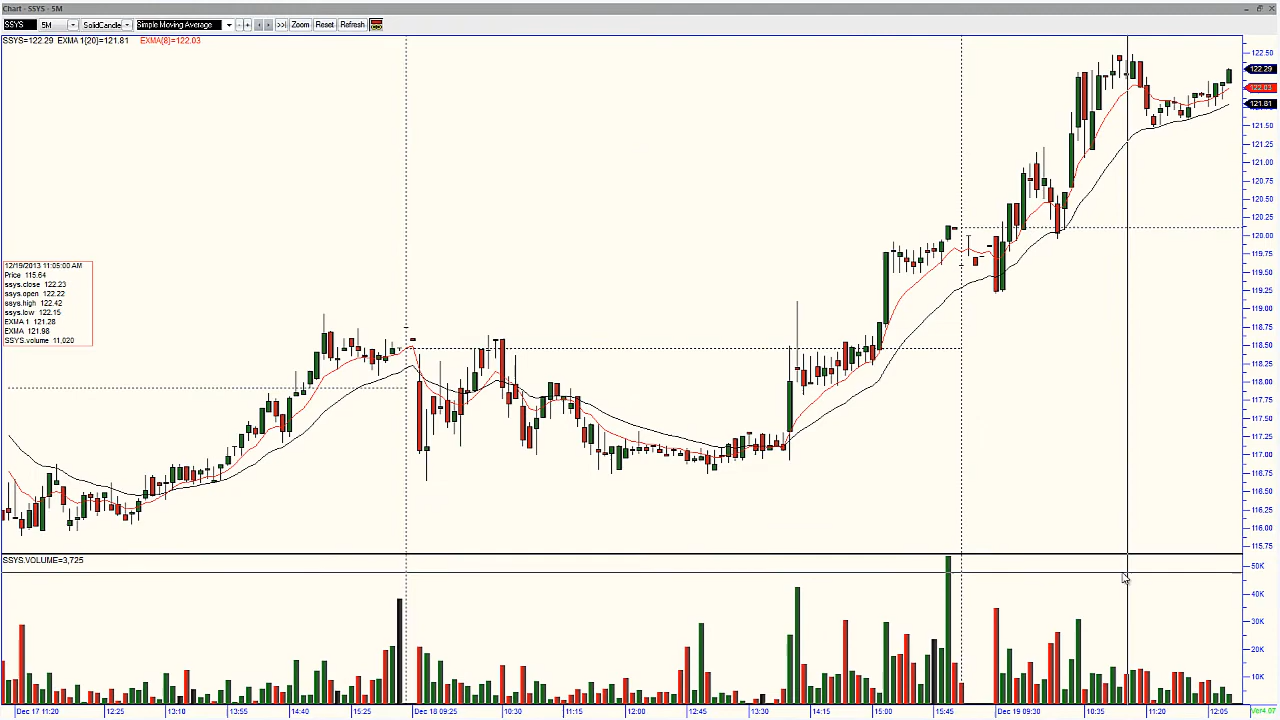 Chart - SSYS - 5M
SSYS 5M SolidCandle Simple Moving Average - + >>| Zoom Reset Refresh
SSYS=122.29 EXMA 1[20]=121.81 EXMA[8]=122.03
122.50
122.29
122.03
121.81
121.50
121.25
121.00
120.75
120.50
120.25
120.00
119.75
119.50
119.25
119.00
118.75
118.50
118.25
118.00
117.75
117.50
117.25
117.00
116.75
116.50
116.25
116.00
115.75
12/19/2013 11:05:00 AM
Price 115.64
ssys.close 122.23
ssys.open 122.22
ssys.high 122.42
ssys.low 122.15
EXMA 1 121.28
EXMA 121.98
SSYS.volume 11,020
SSYS.VOLUME=3,725
50K
40K
30K
20K
10K
Dec 17 11:20 12:25 13:10 13:55 14:40 15:25 Dec 18 09:25 10:30 11:15 12:00 12:45 13:30 14:15 15:00 15:45 Dec 19 09:30 10:35 11:20 12:05 Ver4.07